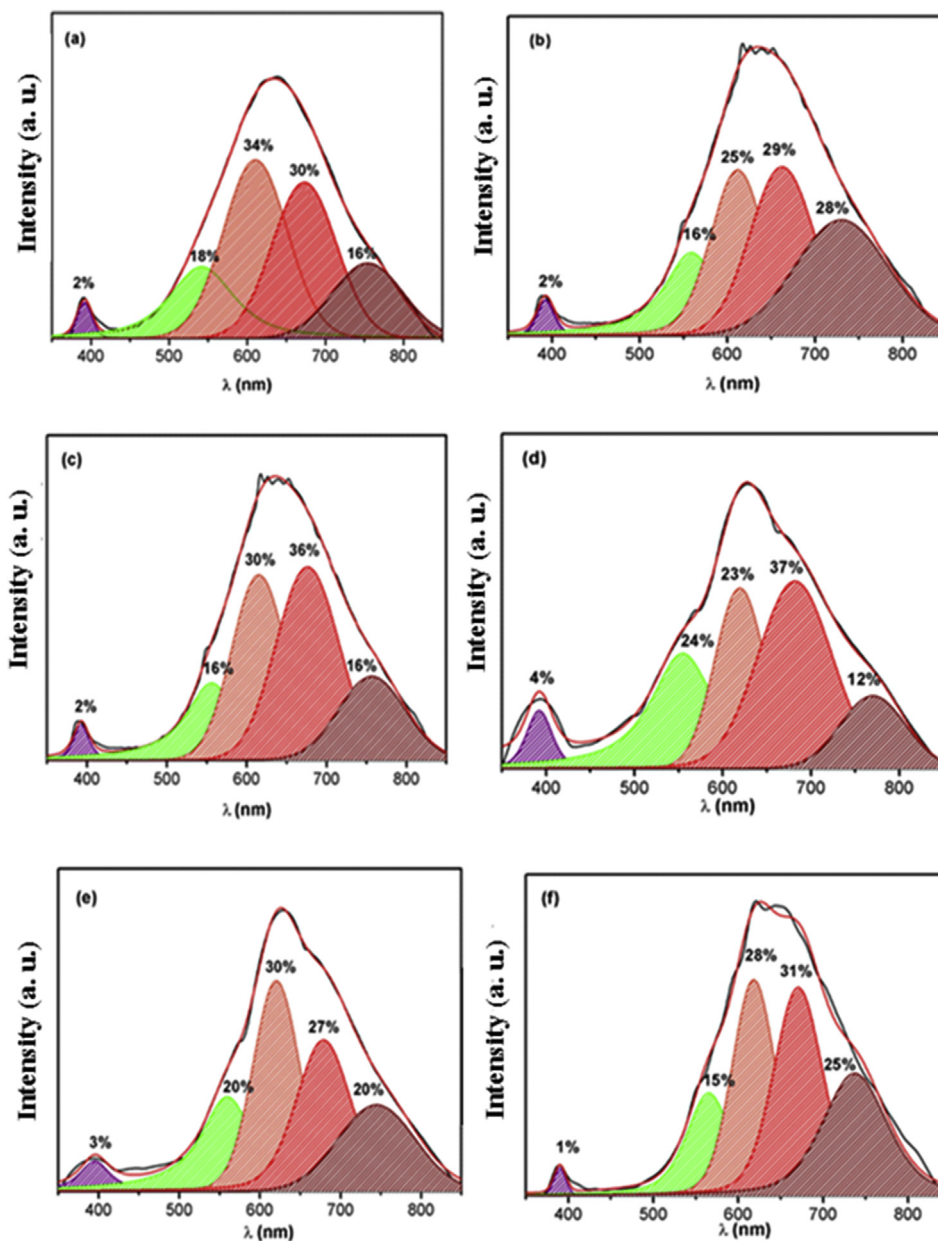 (a)
Intensity (a. u.)
2%
18%
34%
30%
16%
400 500 600 700 800
λ (nm)
(b)
Intensity (a. u.)
2%
16%
25%
29%
28%
400 500 600 700 800
λ (nm)
(c)
Intensity (a. u.)
2%
16%
30%
36%
16%
400 500 600 700 800
λ (nm)
(d)
Intensity (a. u.)
4%
24%
23%
37%
12%
400 500 600 700 800
λ (nm)
(e)
Intensity (a. u.)
3%
20%
30%
27%
20%
400 500 600 700 800
λ (nm)
(f)
Intensity (a. u.)
1%
15%
28%
31%
25%
400 500 600 700 800
λ (nm)